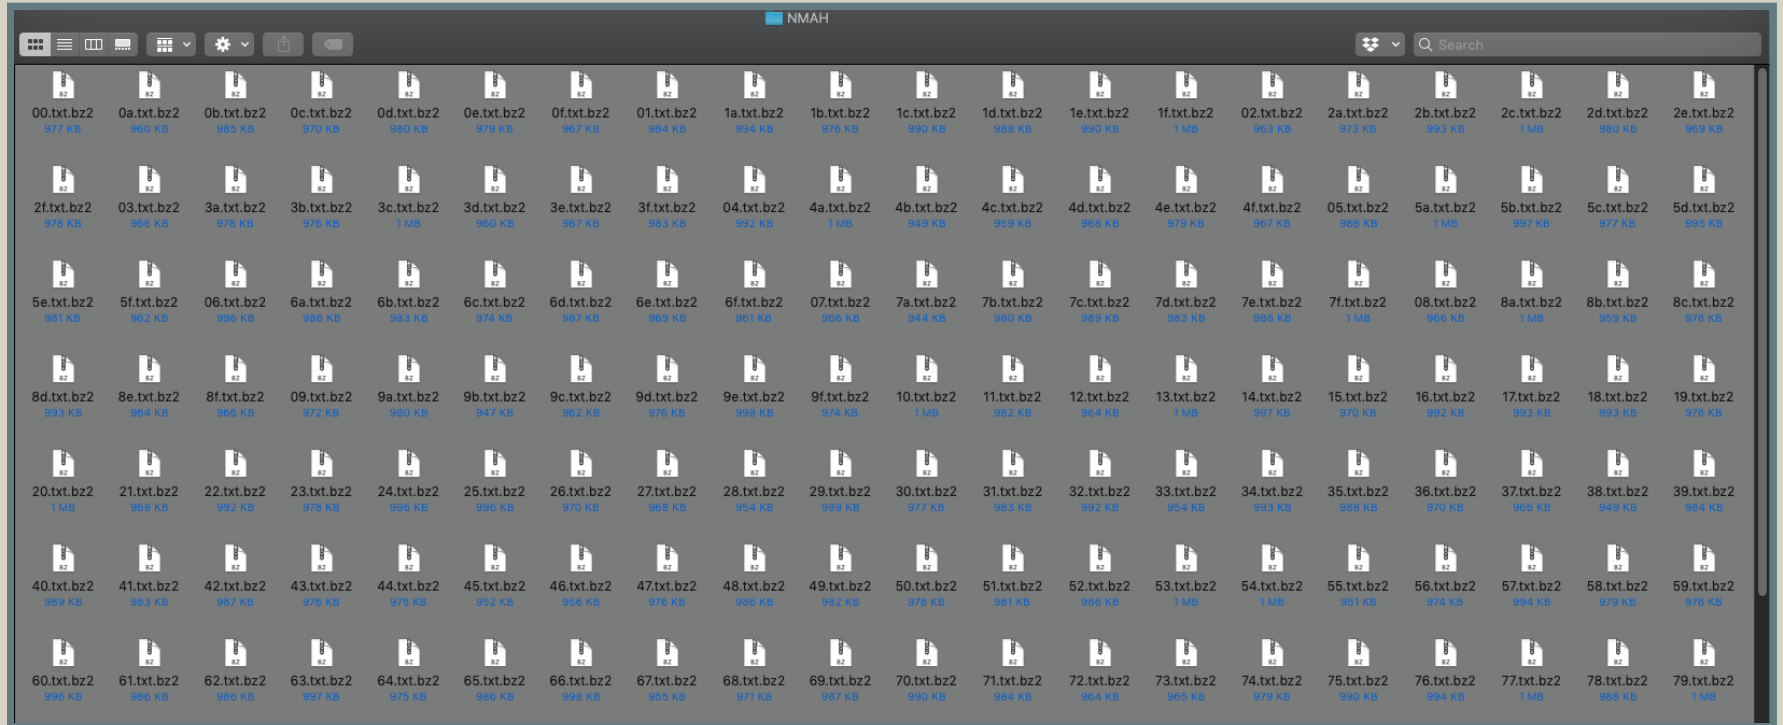 NMAH
Search
00.txt.bz2 0a.txt.bz2 0b.txt.bz2 0c.txt.bz2 0d.txt.bz2 0e.txt.bz2 0f.txt.bz2 01.txt.bz2 1a.txt.bz2 1b.txt.bz2 1c.txt.bz2 1d.txt.bz2 1e.txt.bz2 1f.txt.bz2 02.txt.bz2 2a.txt.bz2 2b.txt.bz2 2c.txt.bz2 2d.txt.bz2 2e.txt.bz2
977 KB 960 KB 985 KB 970 KB 980 KB 979 KB 967 KB 984 KB 994 KB 976 KB 990 KB 988 KB 990 KB 1 MB 963 KB 973 KB 993 KB 1 MB 980 KB 969 KB
2f.txt.bz2 03.txt.bz2 3a.txt.bz2 3b.txt.bz2 3c.txt.bz2 3d.txt.bz2 3e.txt.bz2 3f.txt.bz2 04.txt.bz2 4a.txt.bz2 4b.txt.bz2 4c.txt.bz2 4d.txt.bz2 4e.txt.bz2 4f.txt.bz2 05.txt.bz2 5a.txt.bz2 5b.txt.bz2 5c.txt.bz2 5d.txt.bz2
978 KB 966 KB 978 KB 976 KB 1 MB 960 KB 967 KB 983 KB 992 KB 1 MB 949 KB 959 KB 968 KB 979 KB 967 KB 986 KB 1 MB 997 KB 977 KB 995 KB
5e.txt.bz2 5f.txt.bz2 06.txt.bz2 6a.txt.bz2 6b.txt.bz2 6c.txt.bz2 6d.txt.bz2 6e.txt.bz2 6f.txt.bz2 07.txt.bz2 7a.txt.bz2 7b.txt.bz2 7c.txt.bz2 7d.txt.bz2 7e.txt.bz2 7f.txt.bz2 08.txt.bz2 8a.txt.bz2 8b.txt.bz2 8c.txt.bz2
981 KB 962 KB 996 KB 986 KB 983 KB 974 KB 987 KB 969 KB 961 KB 966 KB 944 KB 980 KB 989 KB 983 KB 986 KB 1 MB 966 KB 1 MB 959 KB 978 KB
8d.txt.bz2 8e.txt.bz2 8f.txt.bz2 09.txt.bz2 9a.txt.bz2 9b.txt.bz2 9c.txt.bz2 9d.txt.bz2 9e.txt.bz2 9f.txt.bz2 10.txt.bz2 11.txt.bz2 12.txt.bz2 13.txt.bz2 14.txt.bz2 15.txt.bz2 16.txt.bz2 17.txt.bz2 18.txt.bz2 19.txt.bz2
993 KB 964 KB 966 KB 972 KB 980 KB 947 KB 962 KB 976 KB 998 KB 974 KB 1 MB 982 KB 964 KB 1 MB 997 KB 970 KB 992 KB 993 KB 993 KB 976 KB
20.txt.bz2 21.txt.bz2 22.txt.bz2 23.txt.bz2 24.txt.bz2 25.txt.bz2 26.txt.bz2 27.txt.bz2 28.txt.bz2 29.txt.bz2 30.txt.bz2 31.txt.bz2 32.txt.bz2 33.txt.bz2 34.txt.bz2 35.txt.bz2 36.txt.bz2 37.txt.bz2 38.txt.bz2 39.txt.bz2
1 MB 968 KB 992 KB 978 KB 996 KB 996 KB 970 KB 968 KB 954 KB 989 KB 977 KB 983 KB 992 KB 954 KB 993 KB 988 KB 970 KB 966 KB 949 KB 984 KB
40.txt.bz2 41.txt.bz2 42.txt.bz2 43.txt.bz2 44.txt.bz2 45.txt.bz2 46.txt.bz2 47.txt.bz2 48.txt.bz2 49.txt.bz2 50.txt.bz2 51.txt.bz2 52.txt.bz2 53.txt.bz2 54.txt.bz2 55.txt.bz2 56.txt.bz2 57.txt.bz2 58.txt.bz2 59.txt.bz2
989 KB 983 KB 987 KB 976 KB 975 KB 952 KB 956 KB 976 KB 986 KB 982 KB 978 KB 981 KB 986 KB 1 MB 1 MB 951 KB 974 KB 994 KB 979 KB 976 KB
60.txt.bz2 61.txt.bz2 62.txt.bz2 63.txt.bz2 64.txt.bz2 65.txt.bz2 66.txt.bz2 67.txt.bz2 68.txt.bz2 69.txt.bz2 70.txt.bz2 71.txt.bz2 72.txt.bz2 73.txt.bz2 74.txt.bz2 75.txt.bz2 76.txt.bz2 77.txt.bz2 78.txt.bz2 79.txt.bz2
996 KB 986 KB 986 KB 997 KB 975 KB 986 KB 998 KB 955 KB 971 KB 987 KB 990 KB 984 KB 964 KB 965 KB 979 KB 990 KB 994 KB 1 MB 988 KB 1 MB